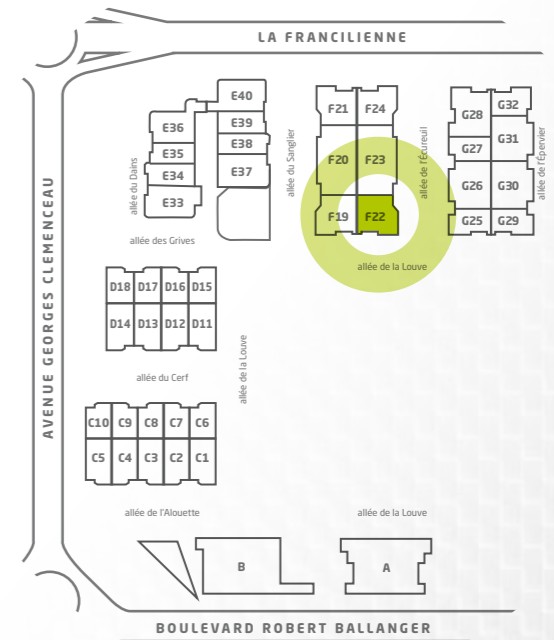 LA FRANCILIENNE
AVENUE GEORGES CLEMENCEAU
E40
E39
E38
E37
E36
E35
E34
E33
allée du Dains
allée du Sanglier
allée des Grives
F21 F24
F20 F23
F19 F22
allée de l'Écureuil
G28 G32
G27 G31
G26 G30
G25 G29
allée de l'Épervier
allée de la Louve
D18 D17 D16 D15
D14 D13 D12 D11
allée de la Louve
allée du Cerf
C10 C9 C8 C7 C6
C5 C4 C3 C2 C1
allée de l'Alouette
allée de la Louve
B
A
BOULEVARD ROBERT BALLANGER